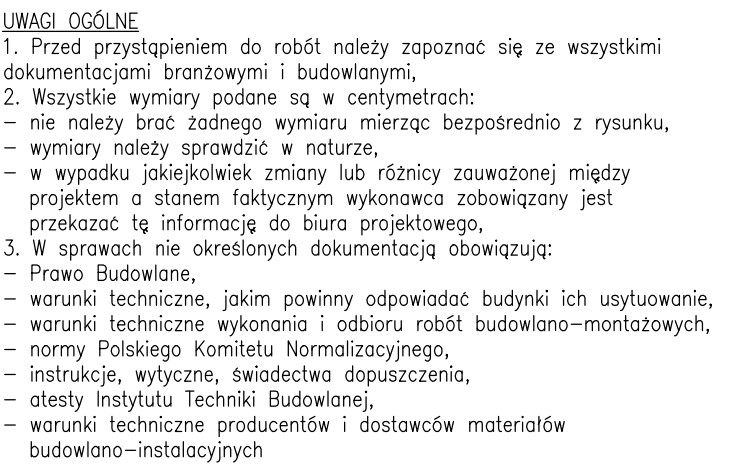 UWAGI OGÓLNE
1. Przed przystąpieniem do robót należy zapoznać się ze wszystkimi
dokumentacjami branżowymi i budowlanymi,
2. Wszystkie wymiary podane są w centymetrach:
– nie należy brać żadnego wymiaru mierząc bezpośrednio z rysunku,
– wymiary należy sprawdzić w naturze,
– w wypadku jakiejkolwiek zmiany lub różnicy zauważonej między
projektem a stanem faktycznym wykonawca zobowiązany jest
przekazać tę informację do biura projektowego,
3. W sprawach nie określonych dokumentacją obowiązują:
– Prawo Budowlane,
– warunki techniczne, jakim powinny odpowiadać budynki ich usytuowanie,
– warunki techniczne wykonania i odbioru robót budowlano–montażowych,
– normy Polskiego Komitetu Normalizacyjnego,
– instrukcje, wytyczne, świadectwa dopuszczenia,
– atesty Instytutu Techniki Budowlanej,
– warunki techniczne producentów i dostawców materiałów
budowlano–instalacyjnych